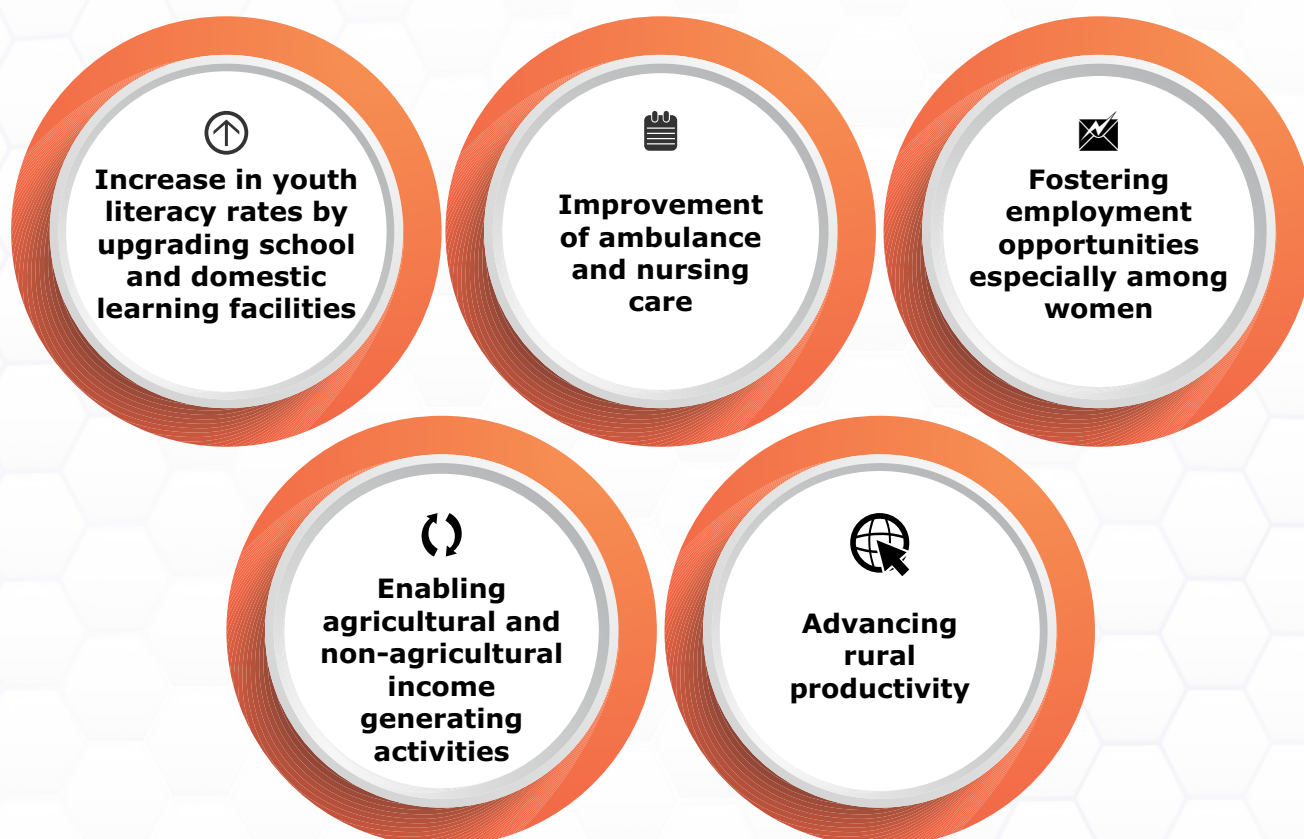 Increase in youth
literacy rates by
upgrading school
and domestic
learning facilities
Improvement
of ambulance
and nursing
care
Fostering
employment
opportunities
especially among
women
Enabling
agricultural and
non-agricultural
income
generating
activities
Advancing
rural
productivity